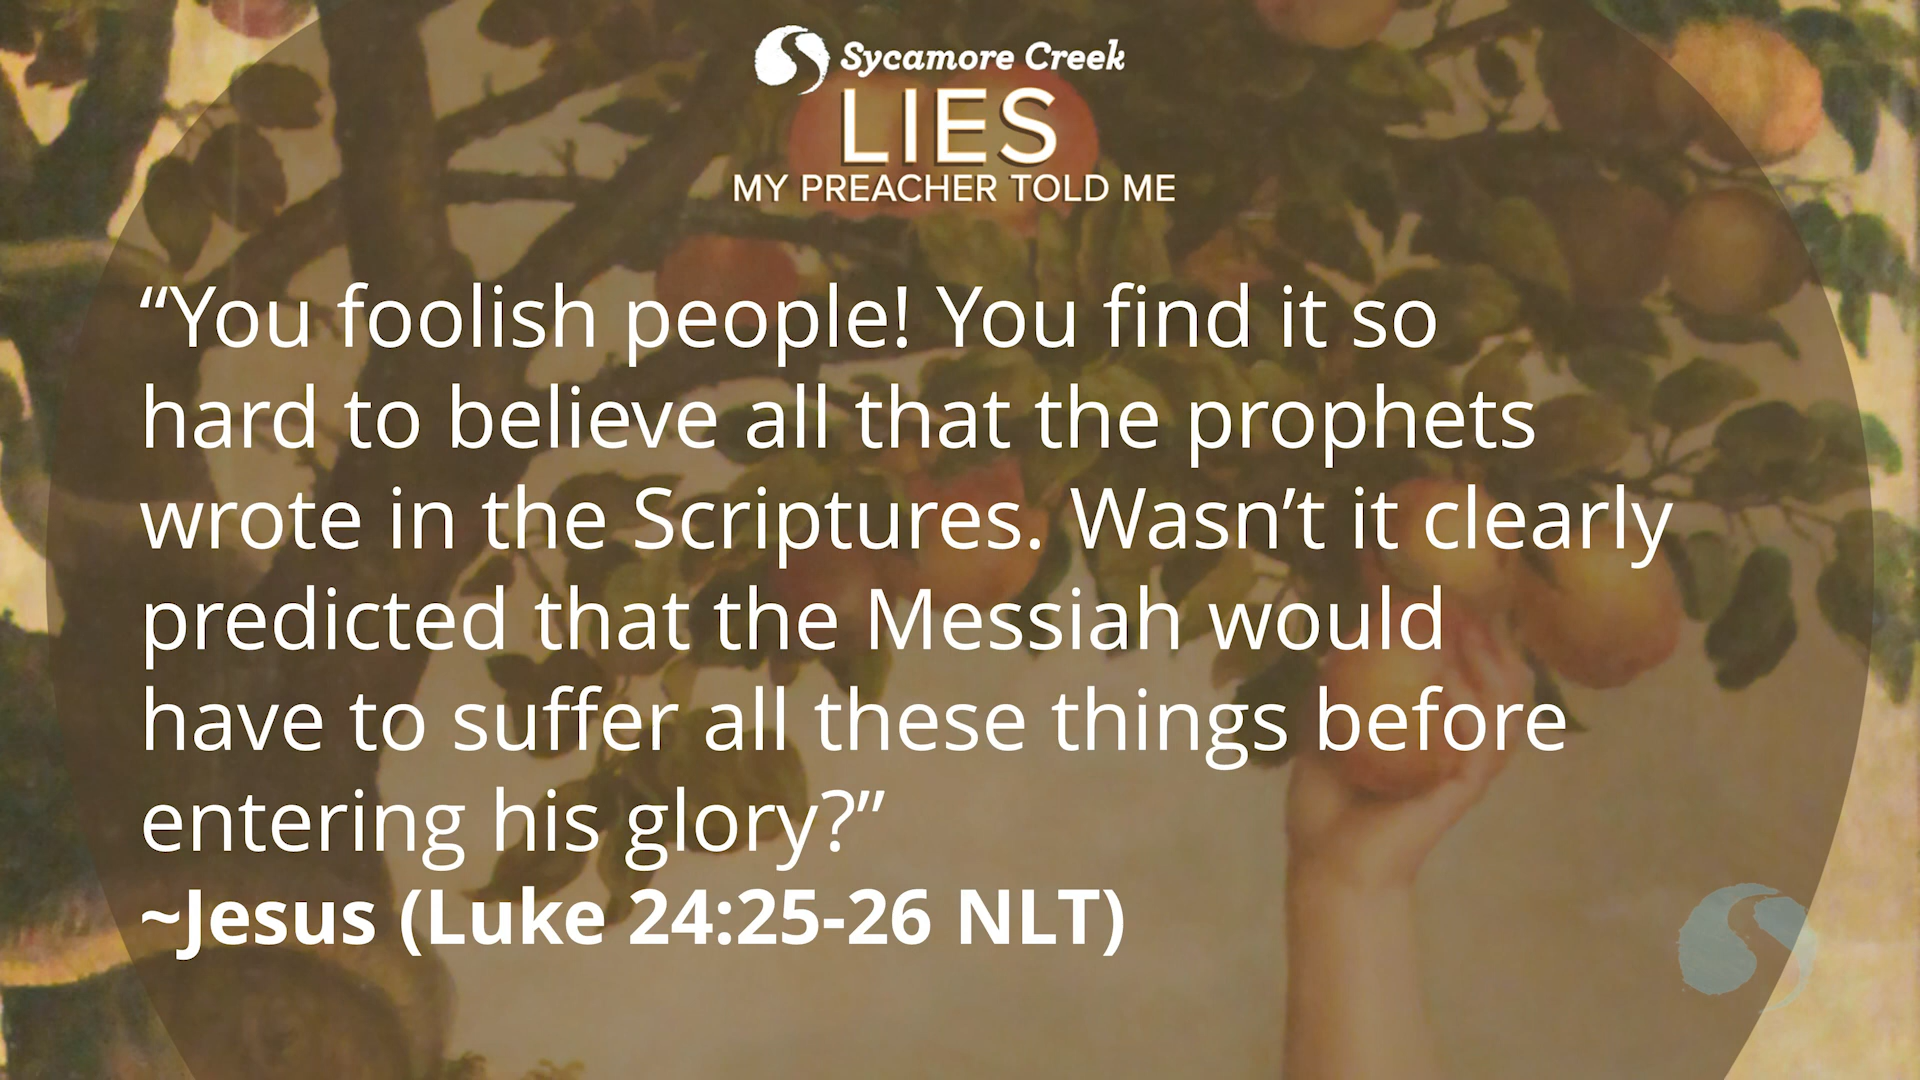 Sycamore Creek
LIES
MY PREACHER TOLD ME
“You foolish people! You find it so
hard to believe all that the prophets
wrote in the Scriptures. Wasn’t it clearly
predicted that the Messiah would
have to suffer all these things before
entering his glory?”
~Jesus (Luke 24:25-26 NLT)